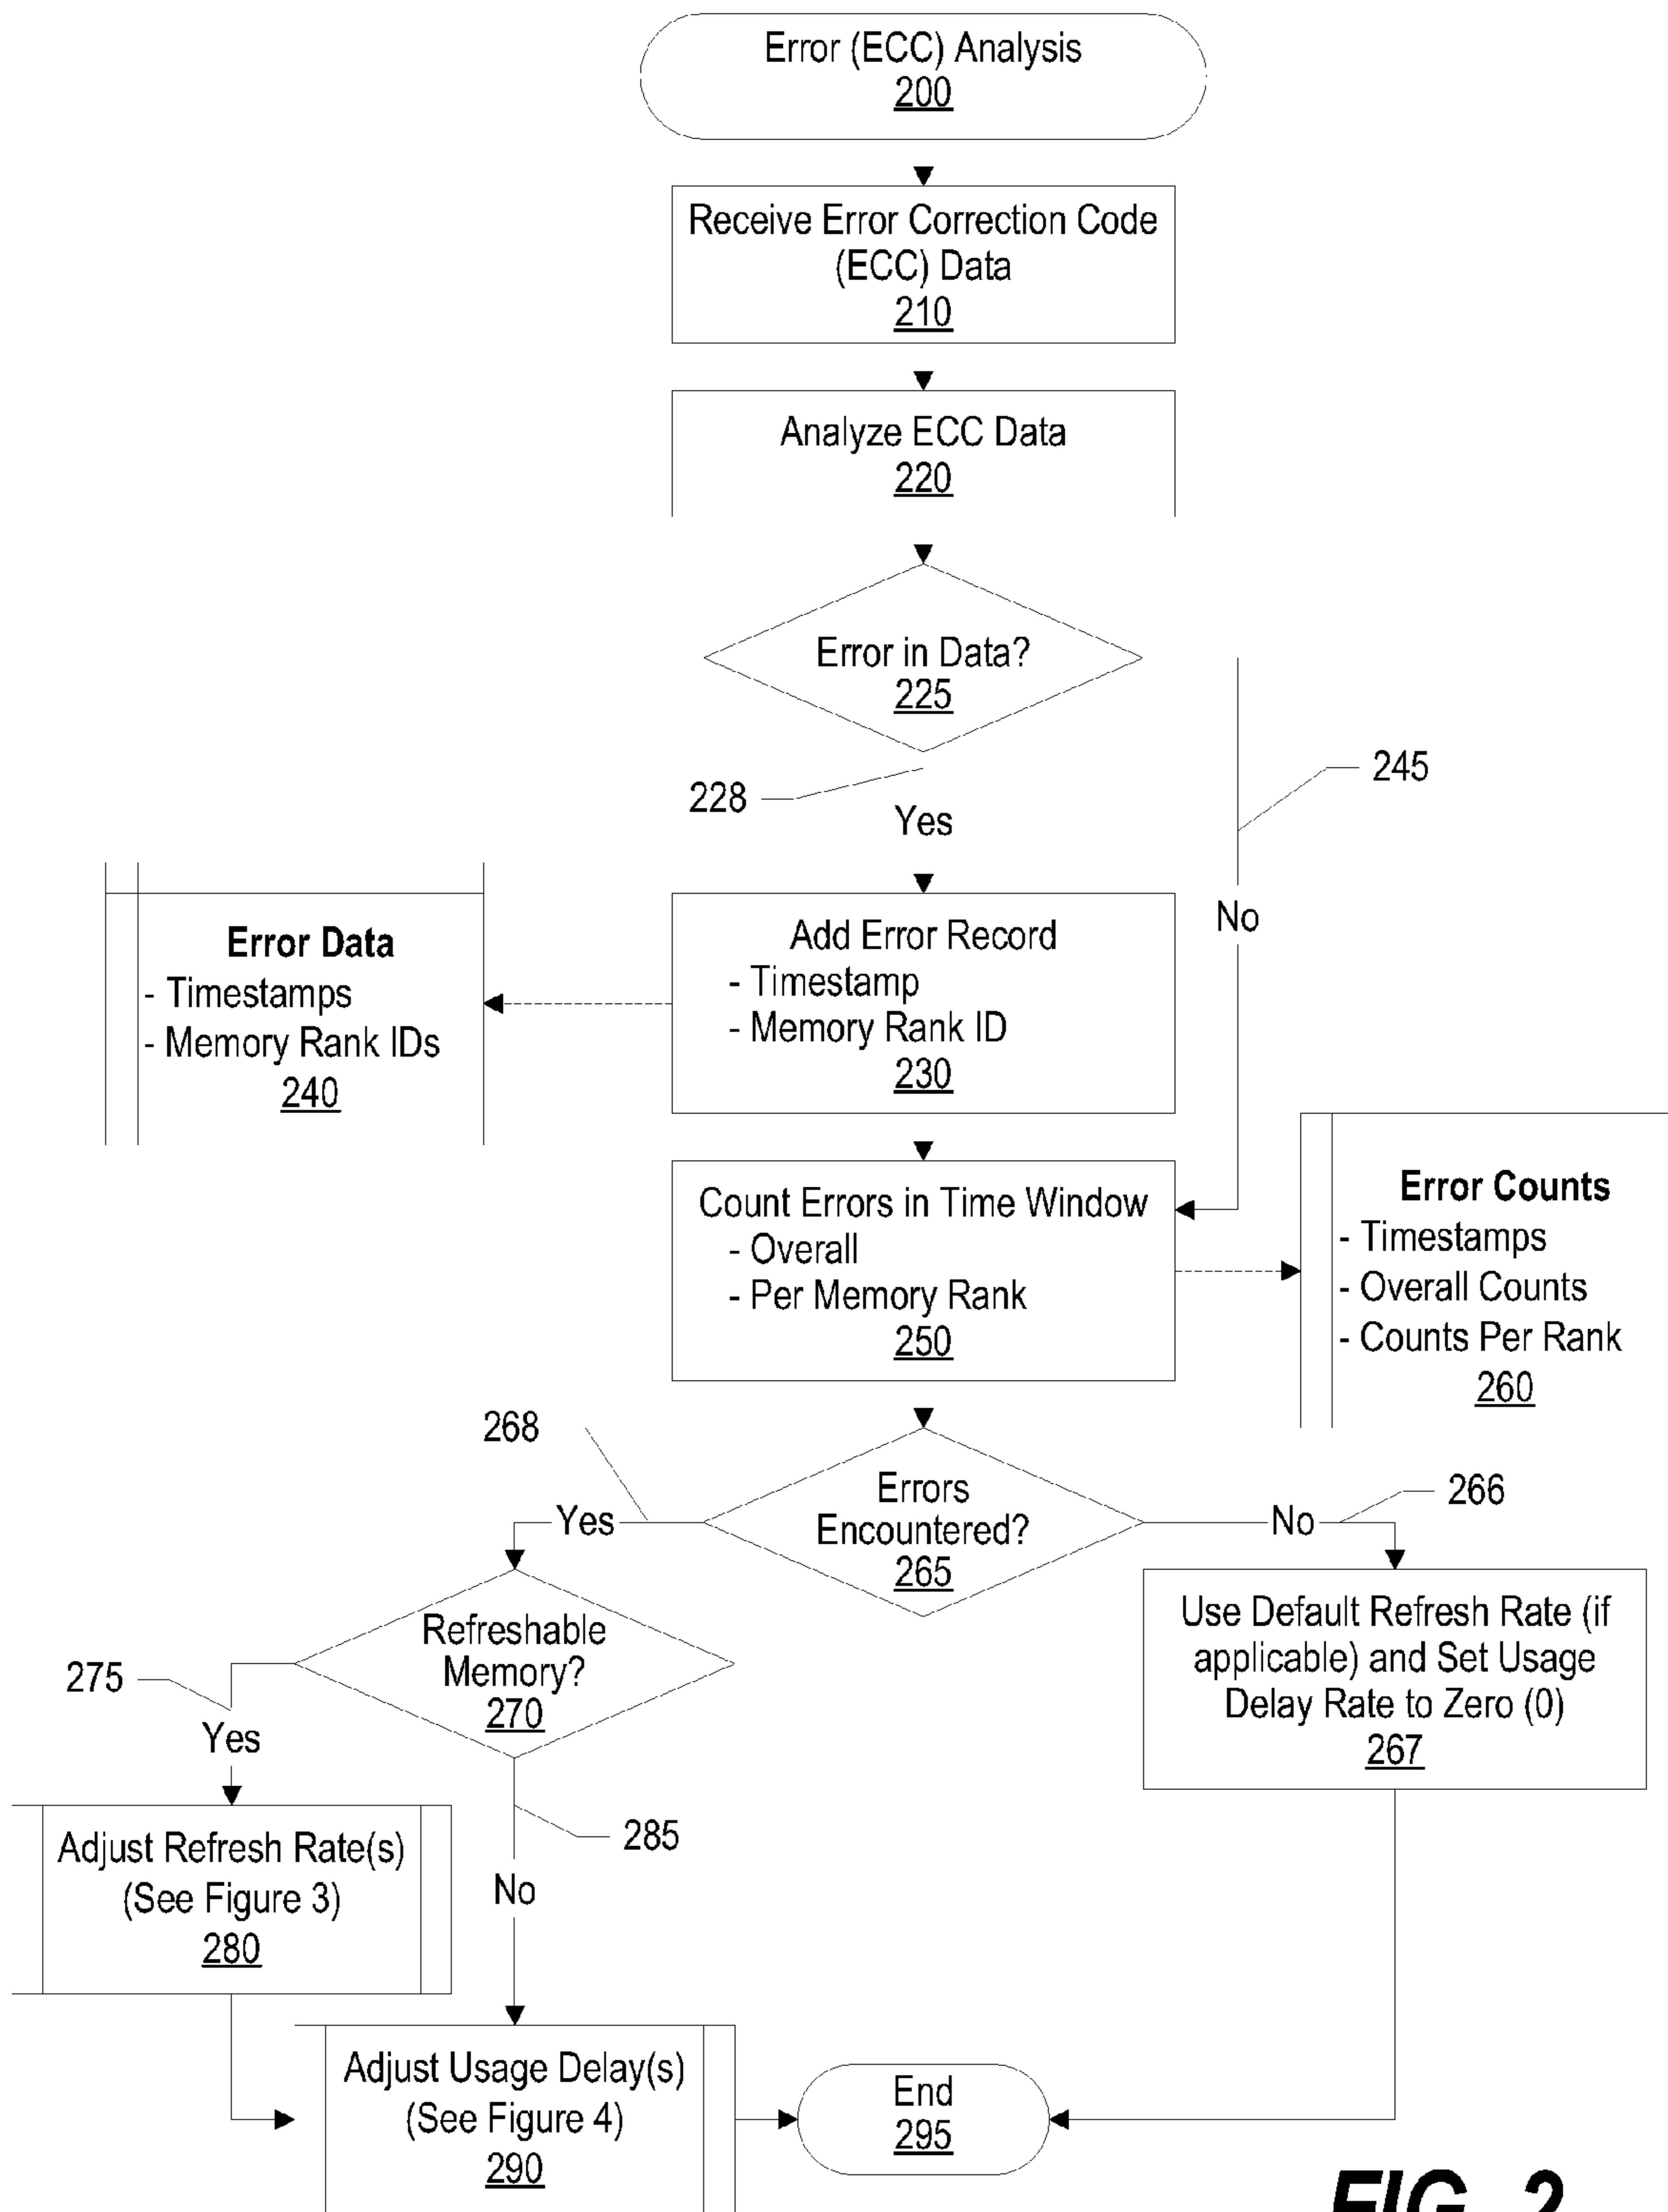 Error (ECC) Analysis
200
Receive Error Correction Code
(ECC) Data
210
Analyze ECC Data
220
Error in Data?
225
228
Yes
245
No
Error Data
- Timestamps
- Memory Rank IDs
240
Add Error Record
- Timestamp
- Memory Rank ID
230
Count Errors in Time Window
- Overall
- Per Memory Rank
250
Error Counts
- Timestamps
- Overall Counts
- Counts Per Rank
260
268
Errors
Encountered?
265
Yes
266
No
Refreshable
Memory?
270
Use Default Refresh Rate (if
applicable) and Set Usage
Delay Rate to Zero (0)
267
275
Yes
285
No
Adjust Refresh Rate(s)
(See Figure 3)
280
Adjust Usage Delay(s)
(See Figure 4)
290
End
295
FIG. 2